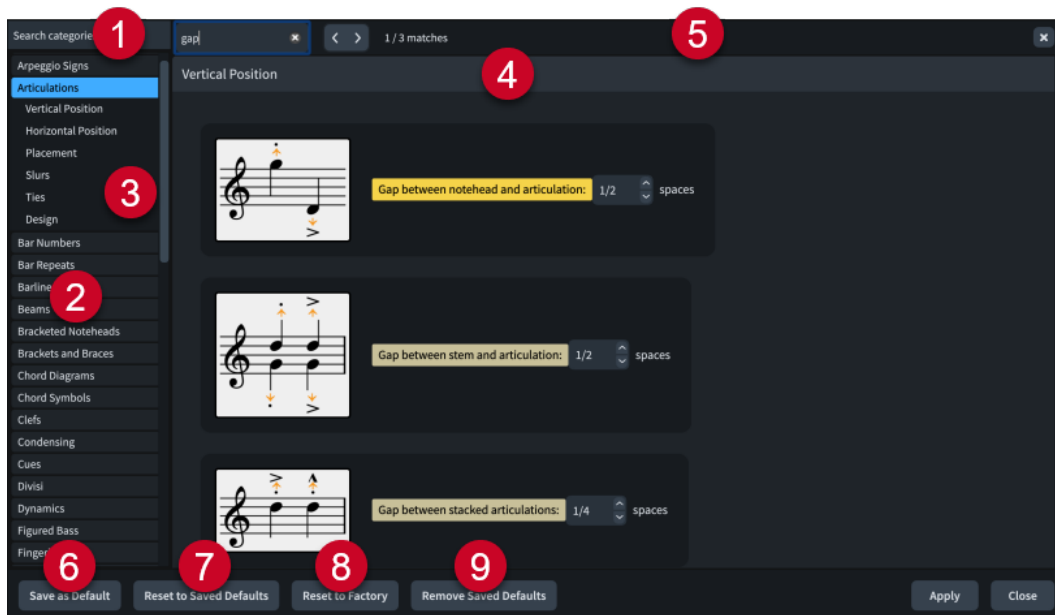 1
Search categorie
gap
1 / 3 matches
5
Arpeggio Signs
Articulations
Vertical Position
Horizontal Position
Placement
Slurs
Ties
Design
3
Bar Numbers
Bar Repeats
Barline
Beams
2
Bracketed Noteheads
Brackets and Braces
Chord Diagrams
Chord Symbols
Clefs
Condensing
Cues
Divisi
Dynamics
Figured Bass
Finger
Vertical Position
4
Gap between notehead and articulation: 1/2 spaces
Gap between stem and articulation: 1/2 spaces
Gap between stacked articulations: 1/4 spaces
6
7
8
9
Save as Default
Reset to Saved Defaults
Reset to Factory
Remove Saved Defaults
Apply
Close